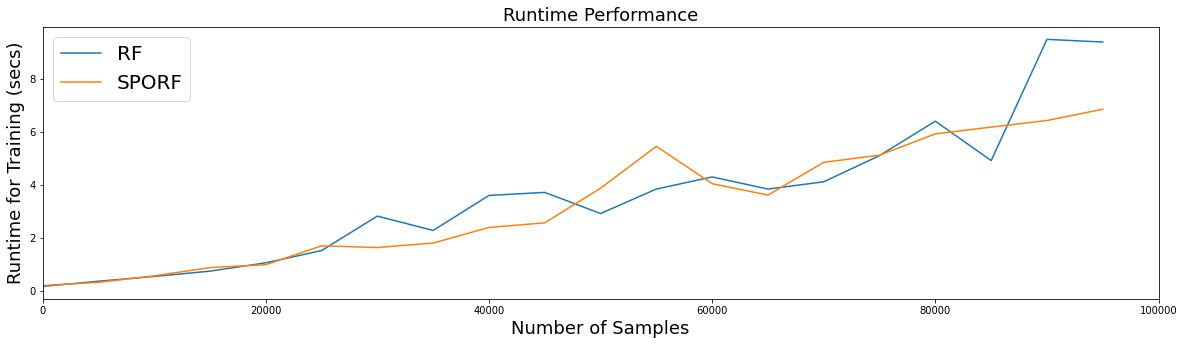 Runtime Performance
RF
SPORF
Runtime for Training (secs)
8
6
4
2
0
0 20000 40000 60000 80000 100000
Number of Samples